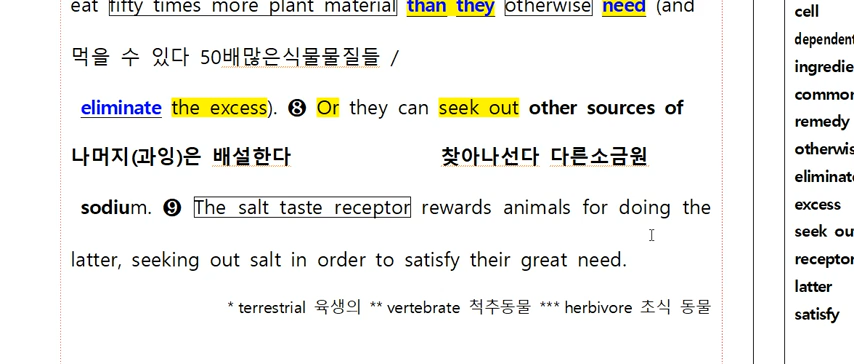 eat fifty times more plant material than they otherwise need (and
먹을 수 있다 50배많은식물물질들 /
eliminate the excess). ❽ Or they can seek out other sources of
나머지(과잉)은 배설한다 찾아나선다 다른소금원
sodium. ❾ The salt taste receptor rewards animals for doing the
latter, seeking out salt in order to satisfy their great need.
* terrestrial 육생의 ** vertebrate 척추동물 *** herbivore 초식 동물
cell
dependent
ingredie
common
remedy
otherwis
eliminat
excess
seek ou
receptor
latter
satisfy